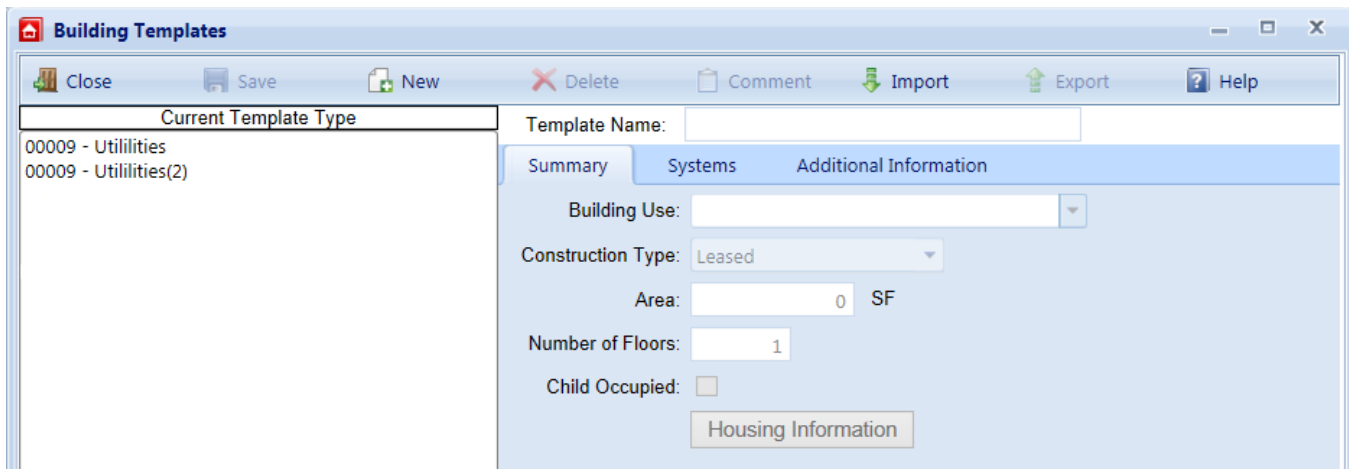 Building Templates
Close Save New Delete Comment Import Export ? Help
Current Template Type
00009 - Utililities
00009 - Utililities(2)
Template Name:
Summary Systems Additional Information
Building Use:
Construction Type: Leased
Area: 0 SF
Number of Floors: 1
Child Occupied:
Housing Information